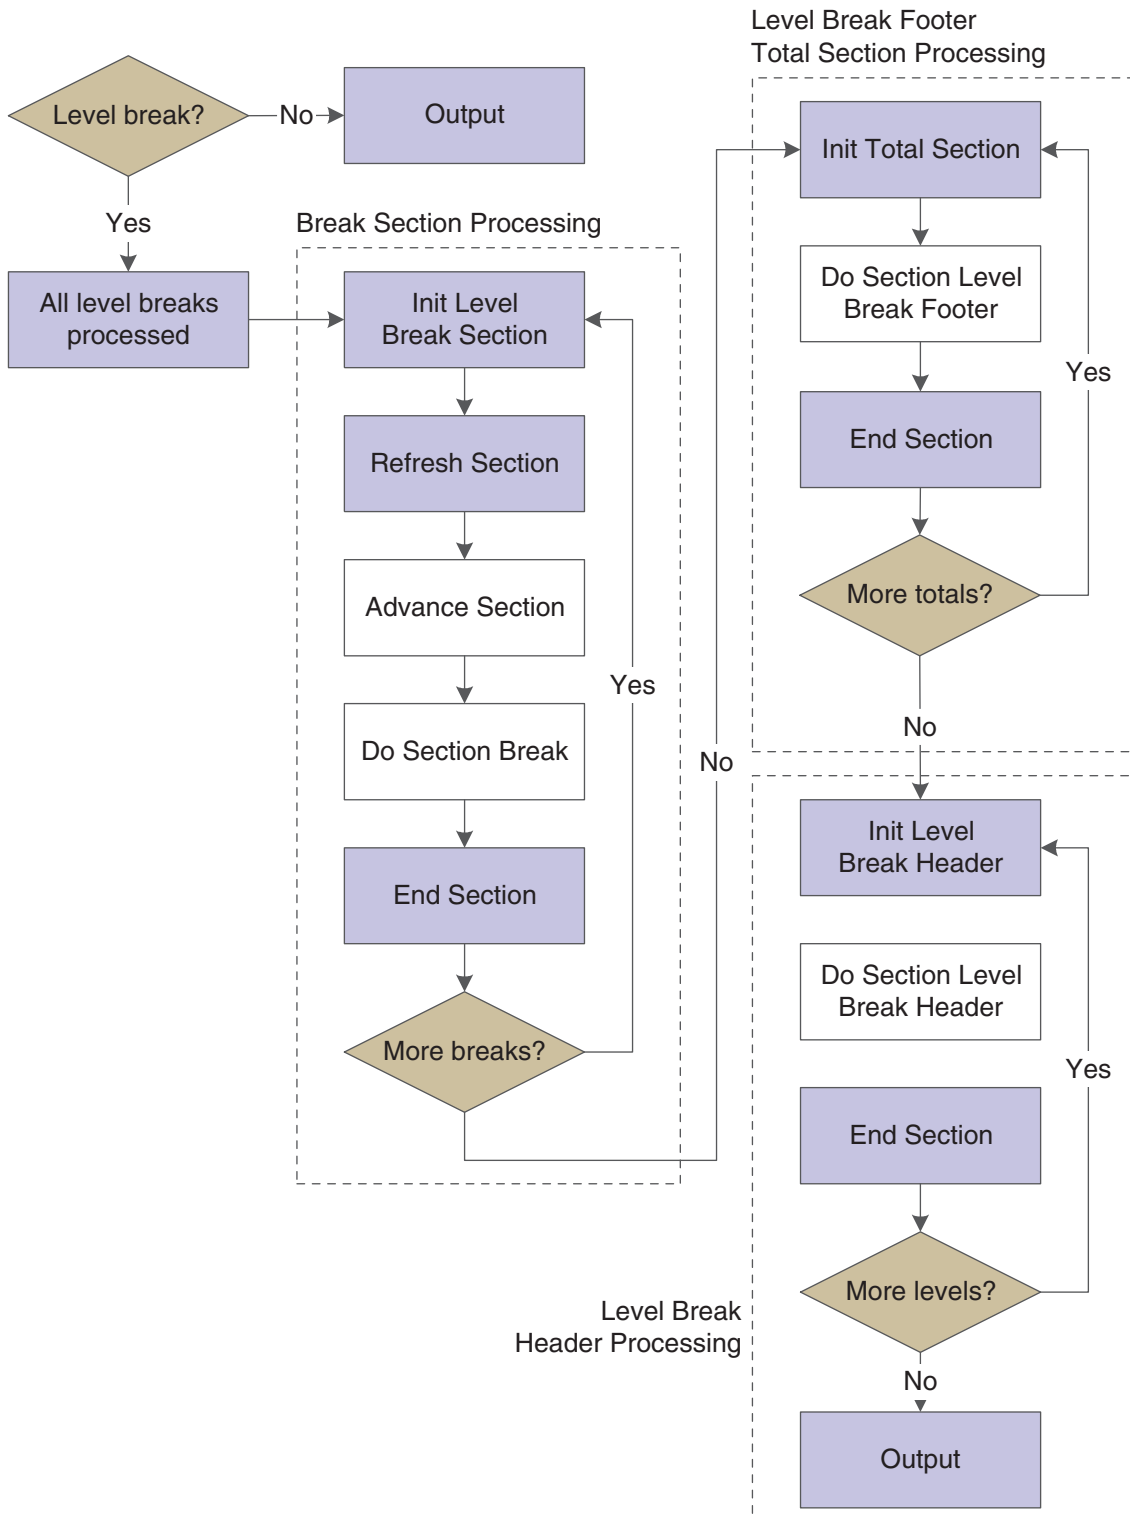 Level break?
No
Output
Yes
All level breaks
processed
Break Section Processing
Init Level
Break Section
Refresh Section
Advance Section
Do Section Break
End Section
More breaks?
Yes
No
Level Break Footer
Total Section Processing
Init Total Section
Do Section Level
Break Footer
End Section
More totals?
Yes
No
Init Level
Break Header
Do Section Level
Break Header
End Section
More levels?
Yes
No
Output
Level Break
Header Processing